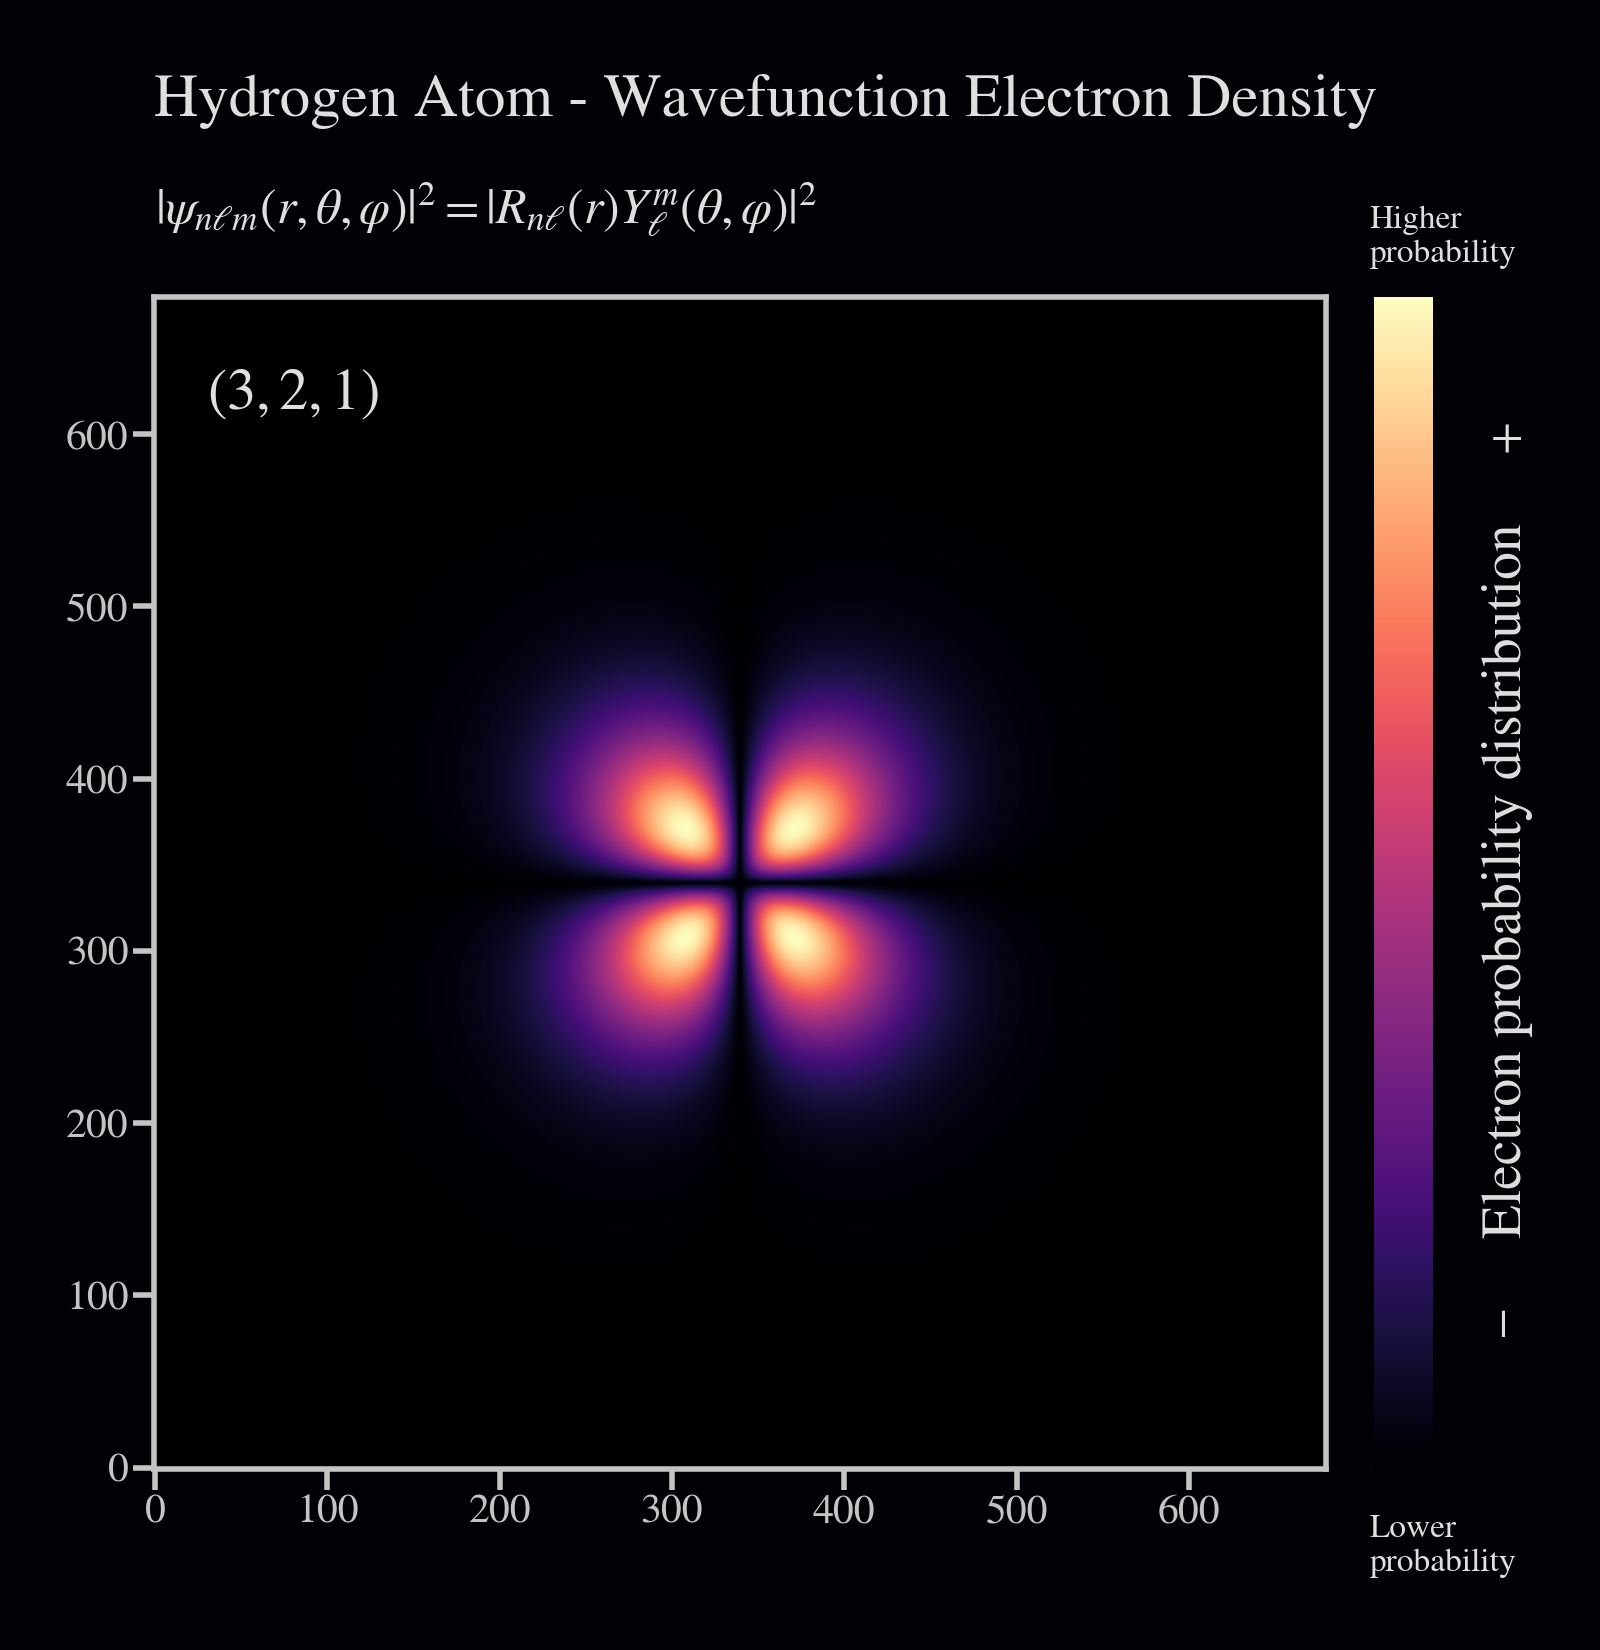 Hydrogen Atom - Wavefunction Electron Density
|ψnℓm(r, θ, φ)|² = |Rnℓ(r)Yℓᵐ(θ, φ)|²
Higher
probability
(3, 2, 1)
600
500
400
300
200
100
0
0 100 200 300 400 500 600
− Electron probability distribution +
Lower
probability